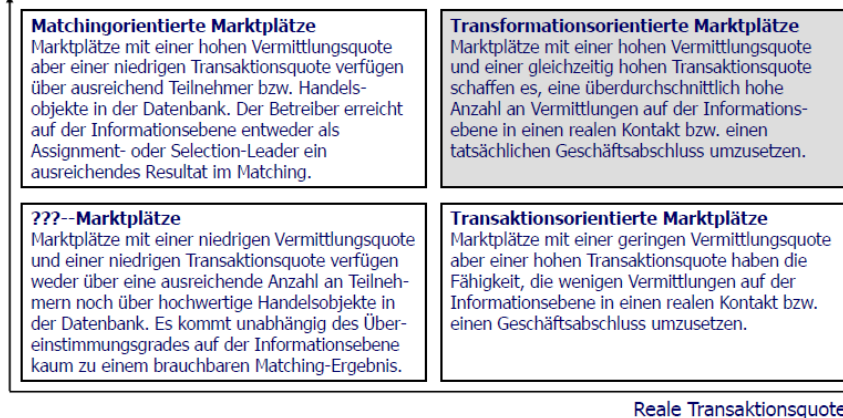 Matchingorientierte Marktplätze
Marktplätze mit einer hohen Vermittlungsquote
aber einer niedrigen Transaktionsquote verfügen
über ausreichend Teilnehmer bzw. Handels-
objekte in der Datenbank. Der Betreiber erreicht
auf der Informationsebene entweder als
Assignment- oder Selection-Leader ein
ausreichendes Resultat im Matching.
Transformationsorientierte Marktplätze
Marktplätze mit einer hohen Vermittlungsquote
und einer gleichzeitig hohen Transaktionsquote
schaffen es, eine überdurchschnittlich hohe
Anzahl an Vermittlungen auf der Informations-
ebene in einen realen Kontakt bzw. einen
tatsächlichen Geschäftsabschluss umzusetzen.
???--Marktplätze
Marktplätze mit einer niedrigen Vermittlungsquote
und einer niedrigen Transaktionsquote verfügen
weder über eine ausreichende Anzahl an Teilneh-
mern noch über hochwertige Handelsobjekte in
der Datenbank. Es kommt unabhängig des Über-
einstimmungsgrades auf der Informationsebene
kaum zu einem brauchbaren Matching-Ergebnis.
Transaktionsorientierte Marktplätze
Marktplätze mit einer geringen Vermittlungsquote
aber einer hohen Transaktionsquote haben die
Fähigkeit, die wenigen Vermittlungen auf der
Informationsebene in einen realen Kontakt bzw.
einen Geschäftsabschluss umzusetzen.
Reale Transaktionsquote